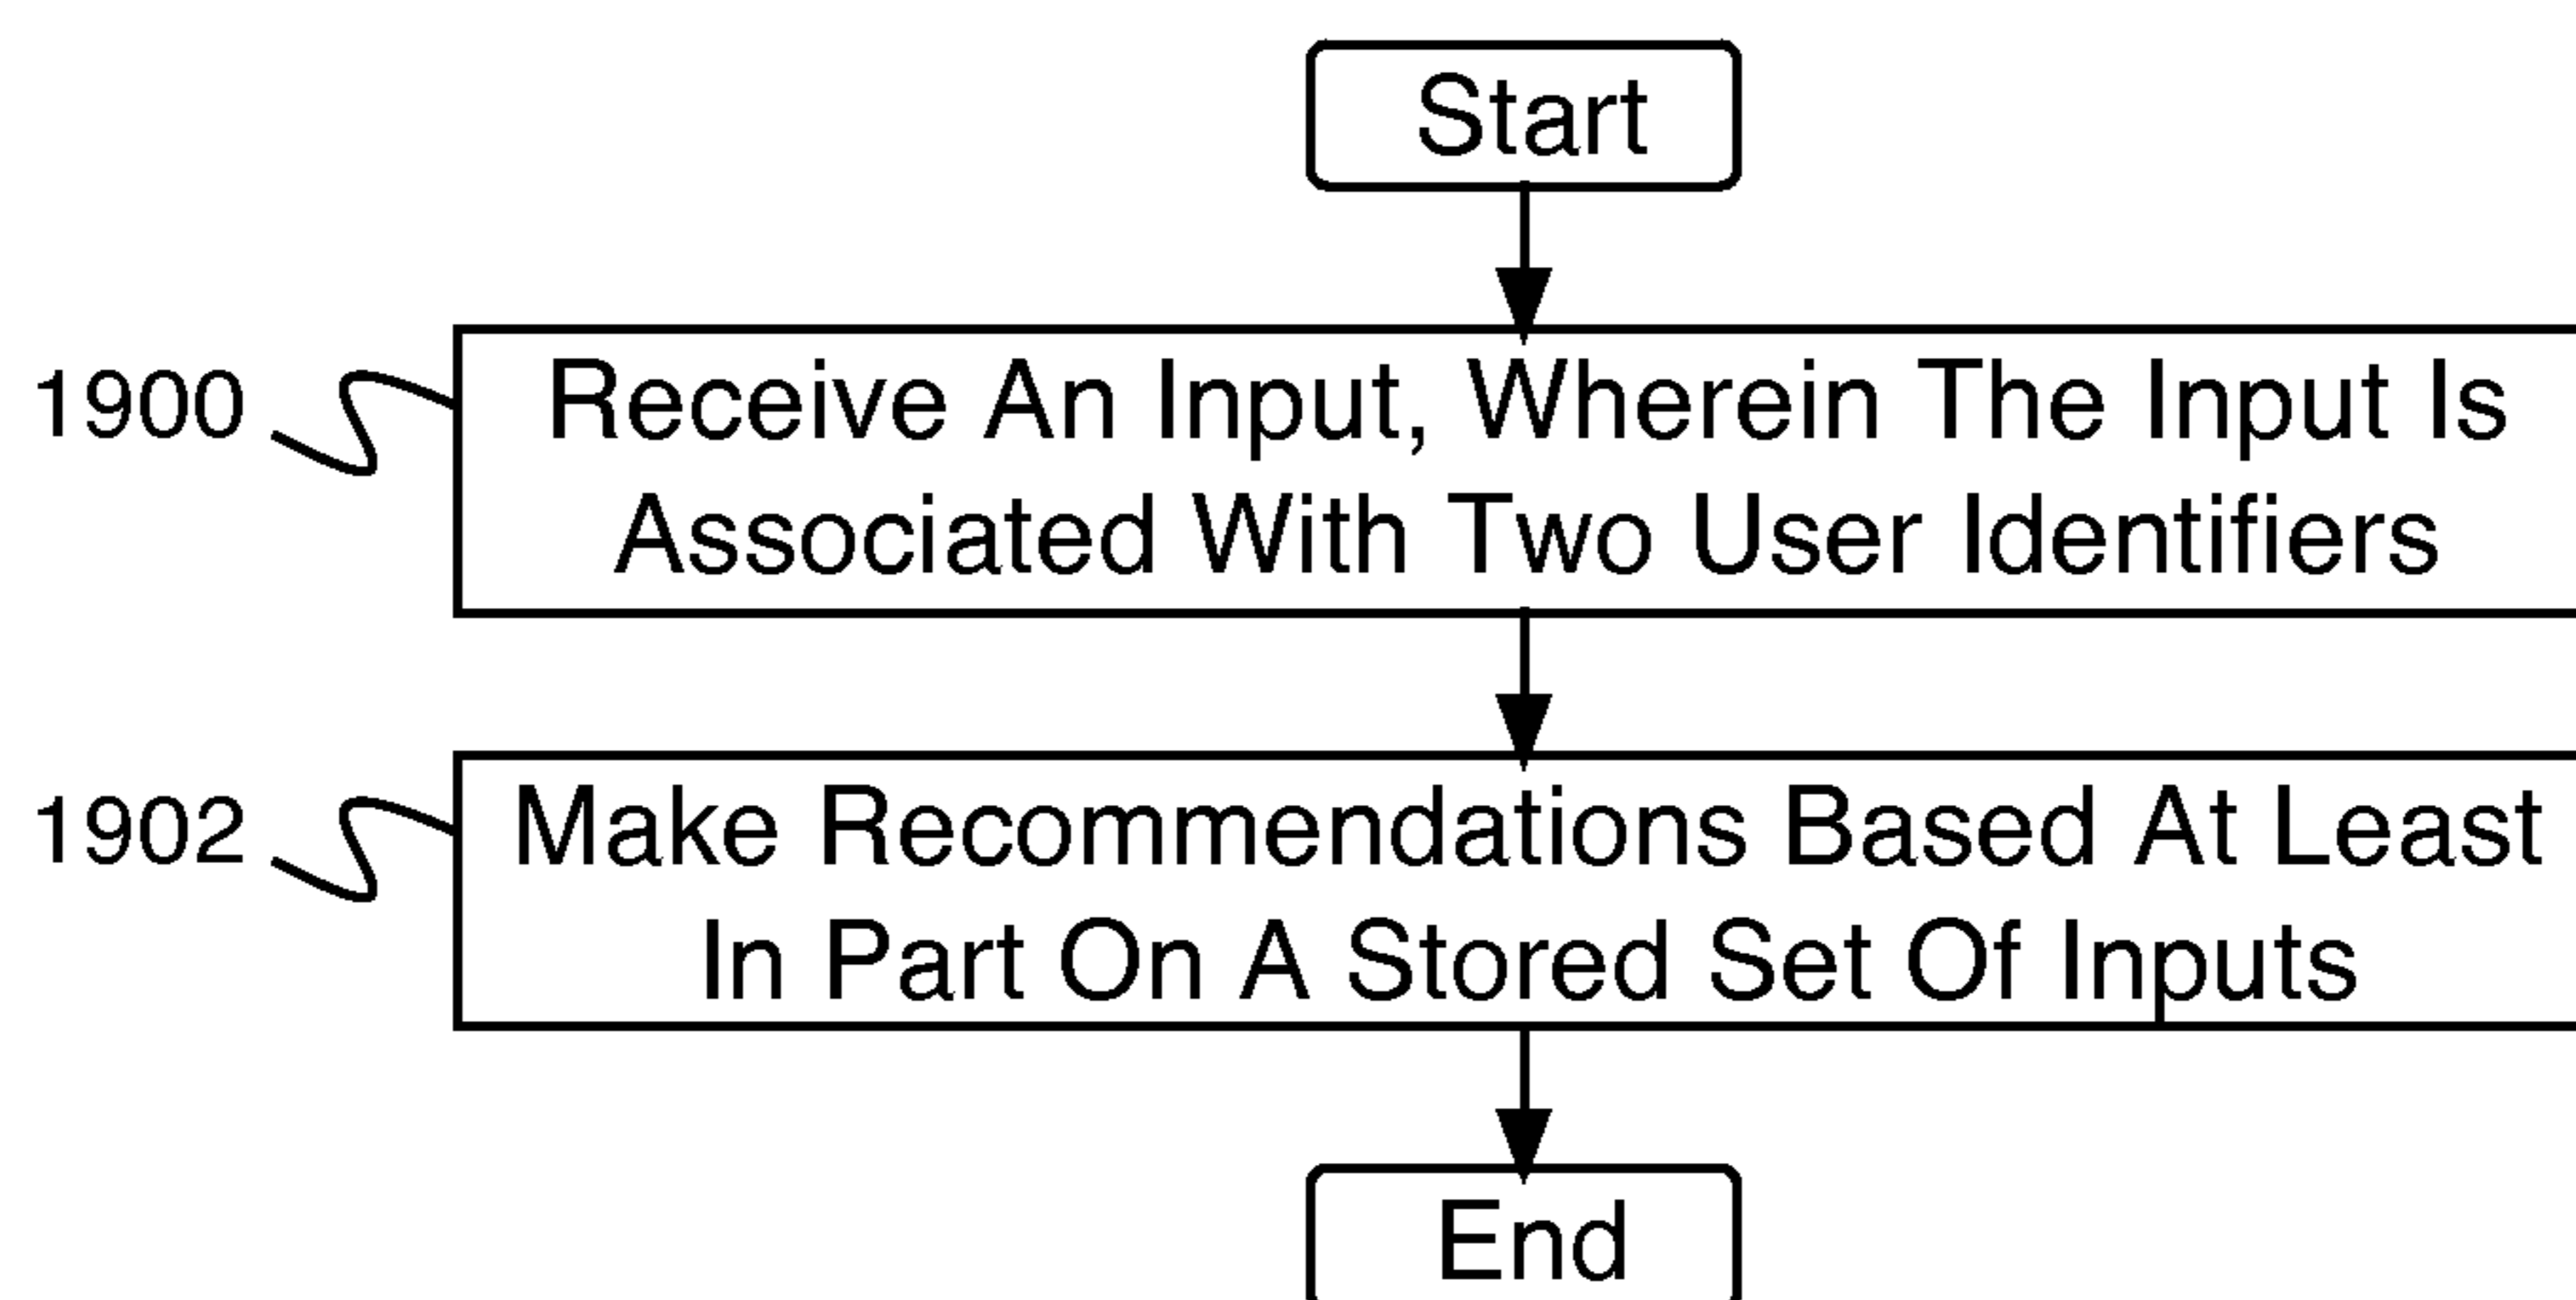 Start
1900
Receive An Input, Wherein The Input Is
Associated With Two User Identifiers
1902
Make Recommendations Based At Least
In Part On A Stored Set Of Inputs
End